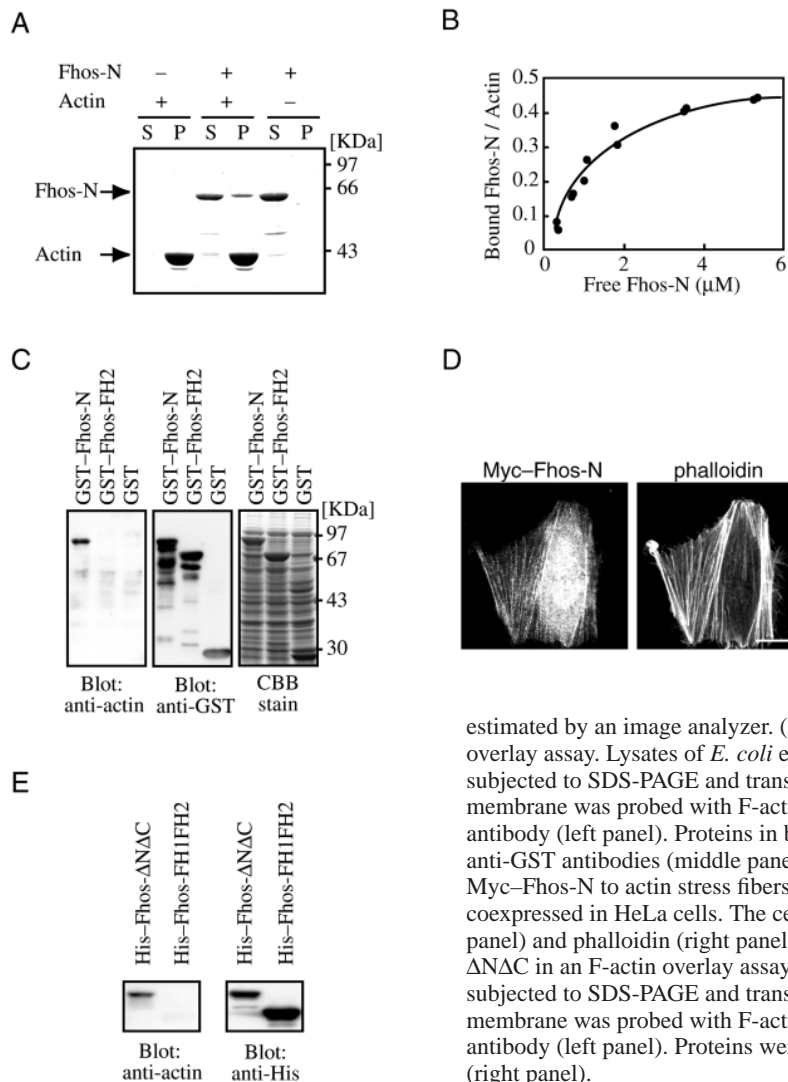 A
Fhos-N – + +
Actin + + –
S P S P S P
[KDa]
97
Fhos-N 66
Actin 43
B
Bound Fhos-N / Actin
0.5
0.4
0.3
0.2
0.1
0
0 2 4 6
Free Fhos-N (μM)
C
GST–Fhos-N
GST–Fhos-FH2
GST
GST–Fhos-N
GST–Fhos-FH2
GST
GST–Fhos-N
GST–Fhos-FH2
GST
[KDa]
97
67
43
30
Blot:
anti-actin
Blot:
anti-GST
CBB
stain
D
Myc–Fhos-N phalloidin
estimated by an image analyzer. (
overlay assay. Lysates of E. coli e
subjected to SDS-PAGE and trans
membrane was probed with F-acti
antibody (left panel). Proteins in b
anti-GST antibodies (middle pane
Myc–Fhos-N to actin stress fibers
coexpressed in HeLa cells. The ce
panel) and phalloidin (right panel
ΔNΔC in an F-actin overlay assay
subjected to SDS-PAGE and trans
membrane was probed with F-acti
antibody (left panel). Proteins wer
(right panel).
E
His–Fhos-ΔNΔC
His–Fhos-FH1FH2
His–Fhos-ΔNΔC
His–Fhos-FH1FH2
Blot:
anti-actin
Blot:
anti-His